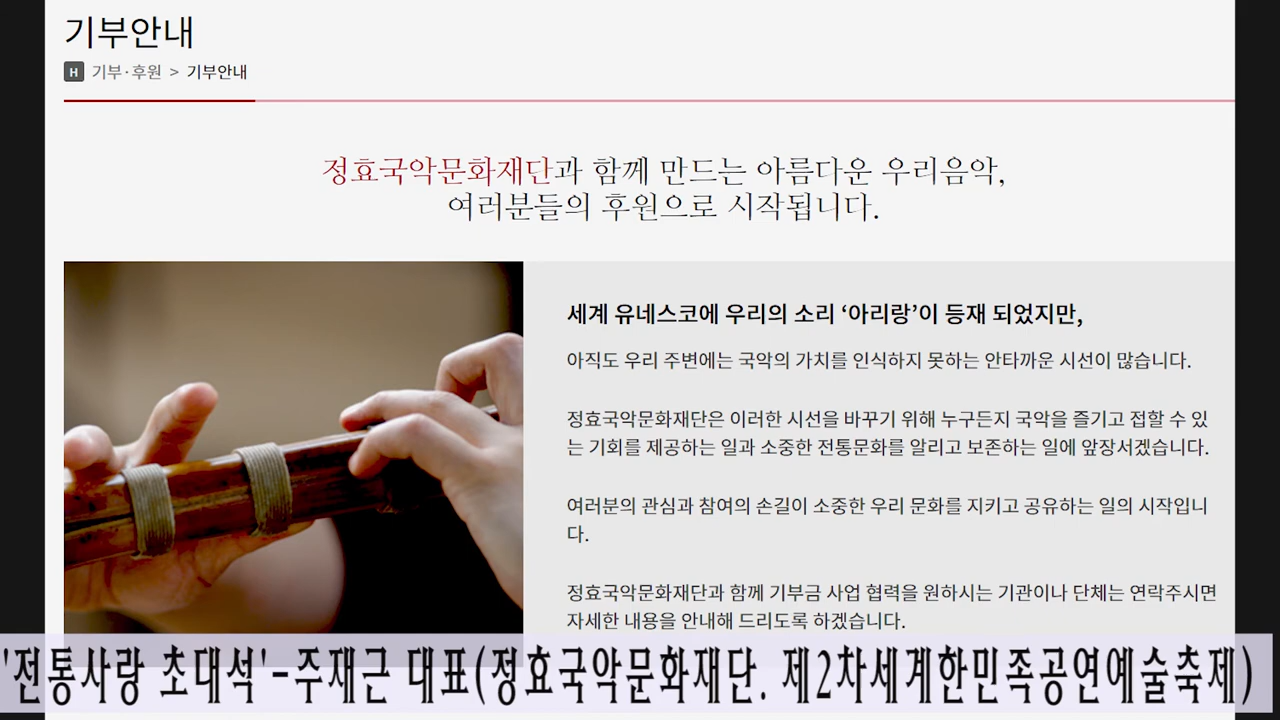 기부안내
H 기부·후원 > 기부안내
정효국악문화재단과 함께 만드는 아름다운 우리음악,
여러분들의 후원으로 시작됩니다.
세계 유네스코에 우리의 소리 ‘아리랑’이 등재 되었지만,
아직도 우리 주변에는 국악의 가치를 인식하지 못하는 안타까운 시선이 많습니다.
정효국악문화재단은 이러한 시선을 바꾸기 위해 누구든지 국악을 즐기고 접할 수 있
는 기회를 제공하는 일과 소중한 전통문화를 알리고 보존하는 일에 앞장서겠습니다.
여러분의 관심과 참여의 손길이 소중한 우리 문화를 지키고 공유하는 일의 시작입니
다.
정효국악문화재단과 함께 기부금 사업 협력을 원하시는 기관이나 단체는 연락주시면
자세한 내용을 안내해 드리도록 하겠습니다.
'전통사랑 초대석'-주재근 대표(정효국악문화재단. 제2차세계한민족공연예술축제)